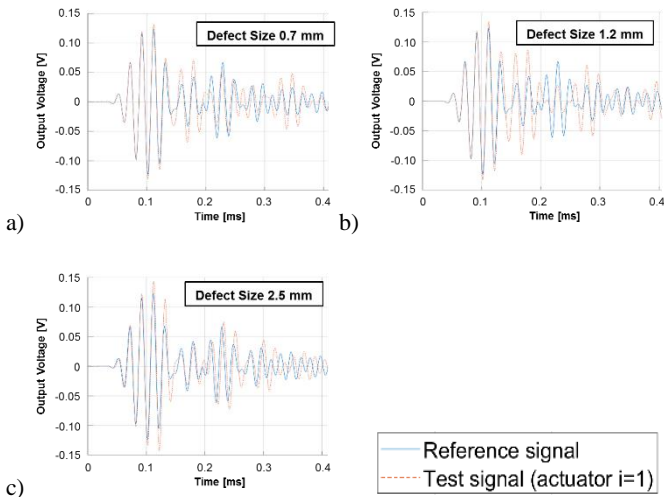 Defect Size 0.7 mm
Output Voltage [V]
0.15
0.10
0.05
0
-0.05
-0.10
-0.15
0
0.1
0.2
0.3
0.4
Time [ms]
a)
Defect Size 1.2 mm
Output Voltage [V]
0.15
0.10
0.05
0
-0.05
-0.10
-0.15
0
0.1
0.2
0.3
0.4
Time [ms]
b)
Defect Size 2.5 mm
Output Voltage [V]
0.15
0.10
0.05
0
-0.05
-0.10
-0.15
0
0.1
0.2
0.3
0.4
Time [ms]
c)
Reference signal
Test signal (actuator i=1)